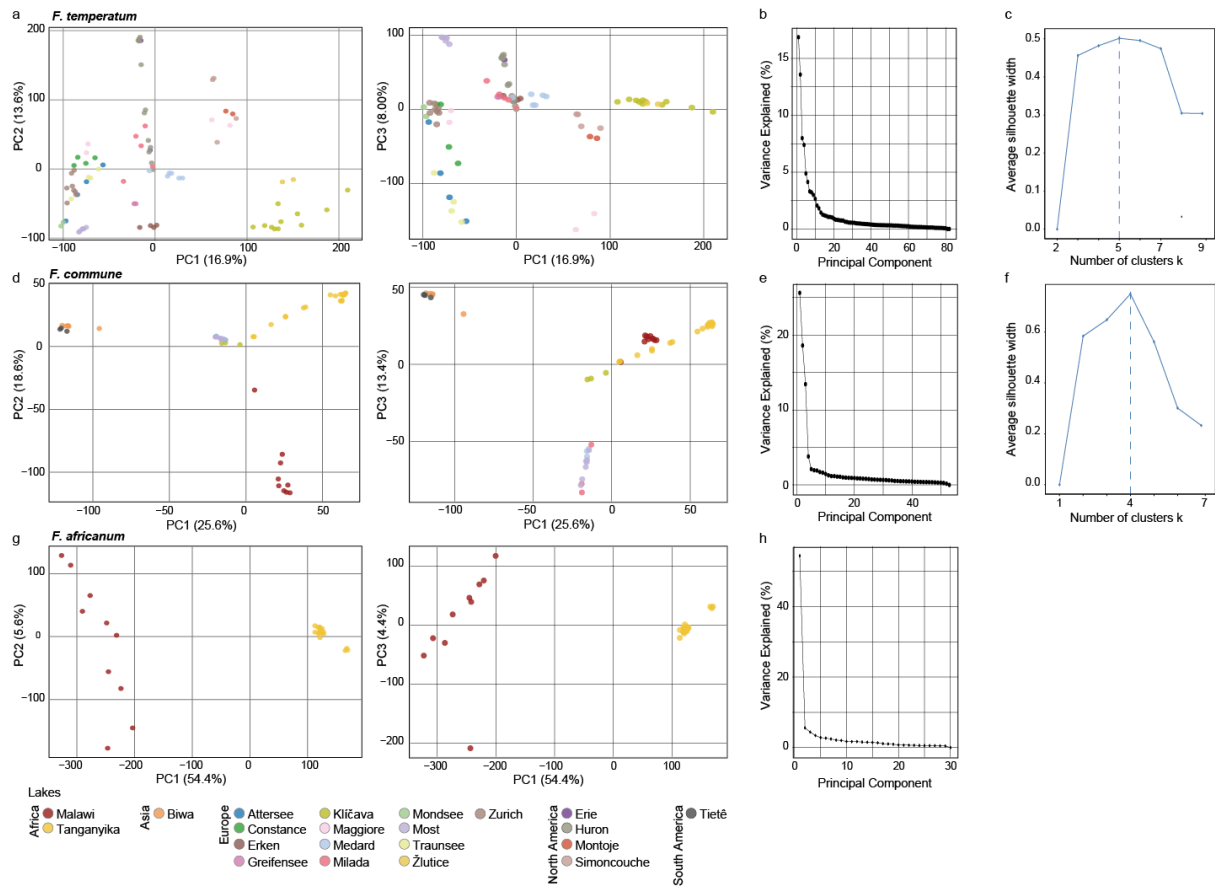 a F. temperatum
PC2 (13.6%)
200
100
0
−100
−100 0 100 200
PC1 (16.9%)
PC3 (8.00%)
100
0
−100
−100 0 100 200
PC1 (16.9%)
b
Variance Explained (%)
15
10
5
0
0 20 40 60 80
Principal Component
c
Average silhouette width
0.5
0.4
0.3
0.2
0.1
0.0
2 3 5 7 9
Number of clusters k
d F. commune
PC2 (18.6%)
50
0
−50
−100
−100 −50 0 50
PC1 (25.6%)
PC3 (13.4%)
50
0
−50
−100 −50 0 50
PC1 (25.6%)
e
Variance Explained (%)
20
10
0
0 20 40
Principal Component
f
Average silhouette width
0.6
0.4
0.2
0.0
1 4 7
Number of clusters k
g F. africanum
PC2 (5.6%)
100
0
−100
−300 −200 −100 0 100
PC1 (54.4%)
PC3 (4.4%)
100
0
−100
−200
−300 −200 −100 0 100
PC1 (54.4%)
h
Variance Explained (%)
40
20
0
0 10 20 30
Principal Component
Lakes
Africa
Malawi
Tanganyika
Asia
Biwa
Europe
Attersee
Constance
Erken
Greifensee
Klíčava
Maggiore
Medard
Milada
Mondsee
Most
Traunsee
Žlutice
Zurich
North America
Erie
Huron
Montoje
Simoncouche
South America
Tietê